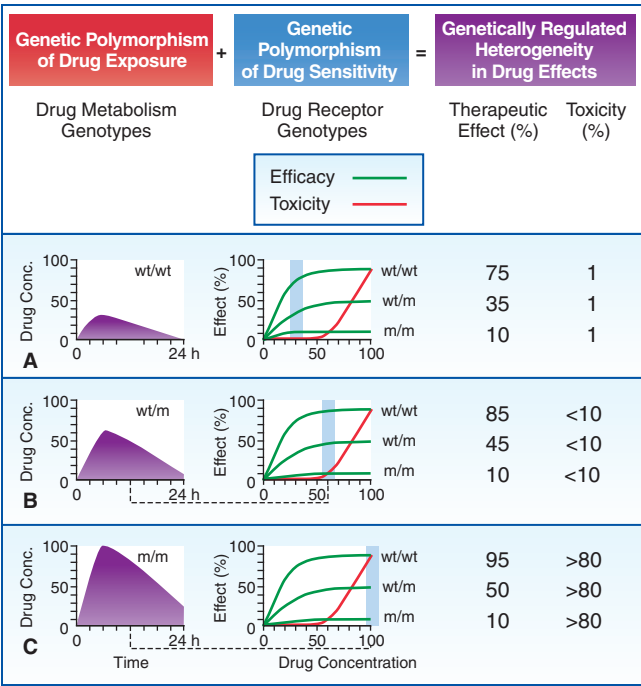 Genetic Polymorphism
of Drug Exposure
+
Genetic
Polymorphism
of Drug Sensitivity
=
Genetically Regulated
Heterogeneity
in Drug Effects
Drug Metabolism
Genotypes
Drug Receptor
Genotypes
Therapeutic
Effect (%)
Toxicity
(%)
Efficacy
Toxicity
A
Drug Conc.
100
50
0
0
24 h
wt/wt
Effect (%)
100
50
0
0
50
100
wt/wt
wt/m
m/m
75 1
35 1
10 1
B
Drug Conc.
100
50
0
0
24 h
wt/m
Effect (%)
100
50
0
0
50
100
wt/wt
wt/m
m/m
85 <10
45 <10
10 <10
C
Drug Conc.
100
50
0
0
24 h
m/m
Time
Effect (%)
100
50
0
0
50
100
wt/wt
wt/m
m/m
Drug Concentration
95 >80
50 >80
10 >80